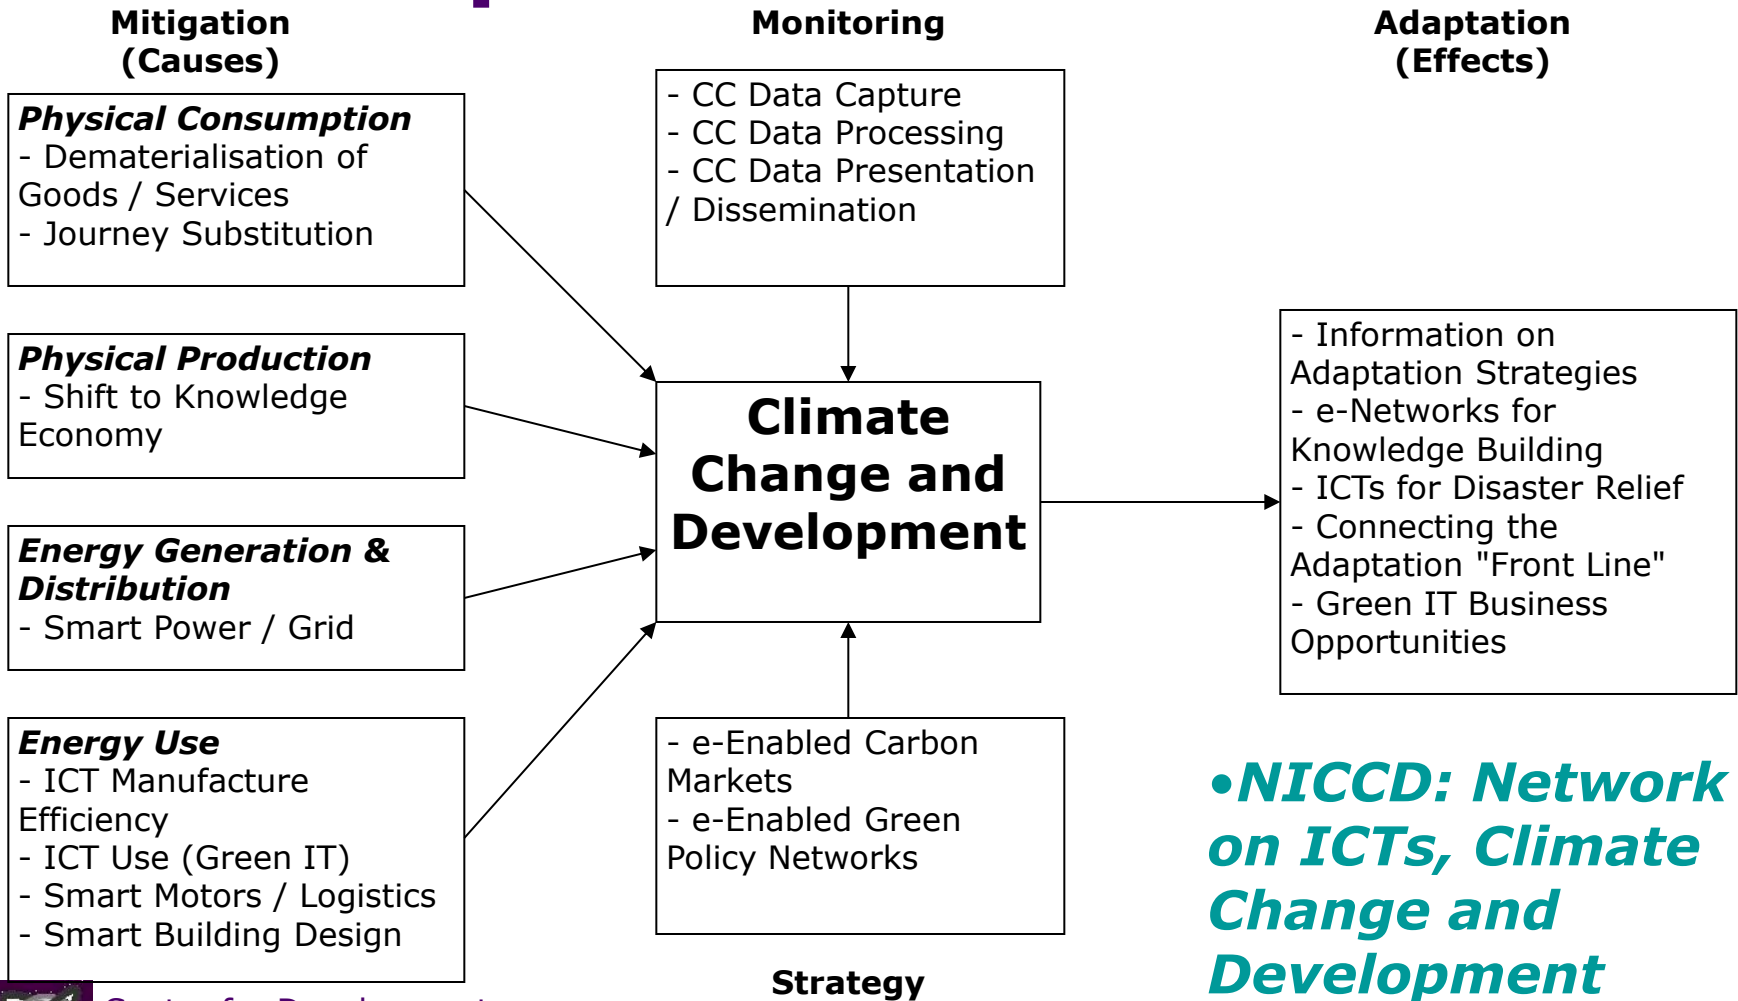 Mitigation
(Causes)
Physical Consumption
- Dematerialisation of
Goods / Services
- Journey Substitution
Physical Production
- Shift to Knowledge
Economy
Energy Generation &
Distribution
- Smart Power / Grid
Energy Use
- ICT Manufacture
Efficiency
- ICT Use (Green IT)
- Smart Motors / Logistics
- Smart Building Design
Monitoring
- CC Data Capture
- CC Data Processing
- CC Data Presentation
/ Dissemination
Climate
Change and
Development
- e-Enabled Carbon
Markets
- e-Enabled Green
Policy Networks
Strategy
Adaptation
(Effects)
- Information on
Adaptation Strategies
- e-Networks for
Knowledge Building
- ICTs for Disaster Relief
- Connecting the
Adaptation "Front Line"
- Green IT Business
Opportunities
•NICCD: Network
on ICTs, Climate
Change and
Development